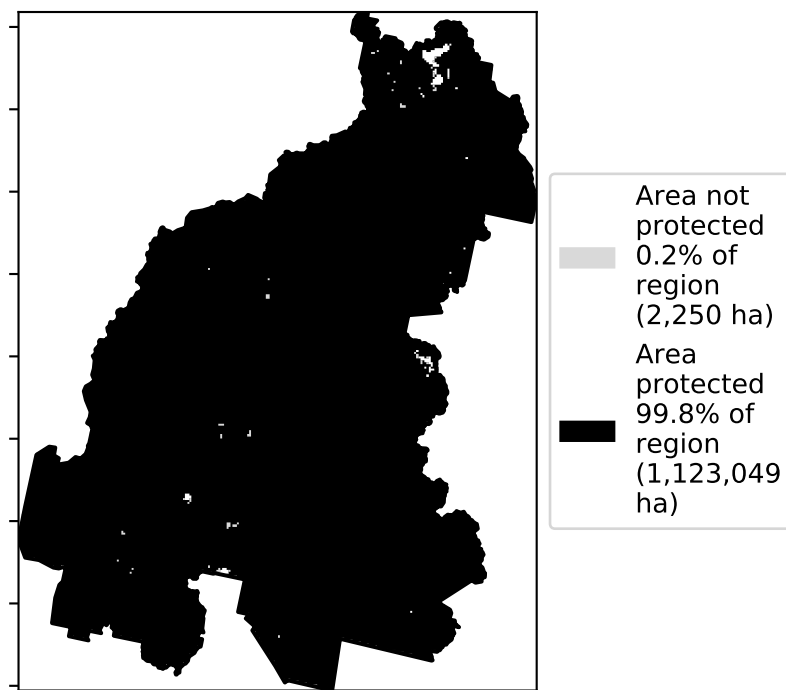 Area not
protected
0.2% of
region
(2,250 ha)
Area
protected
99.8% of
region
(1,123,049
ha)